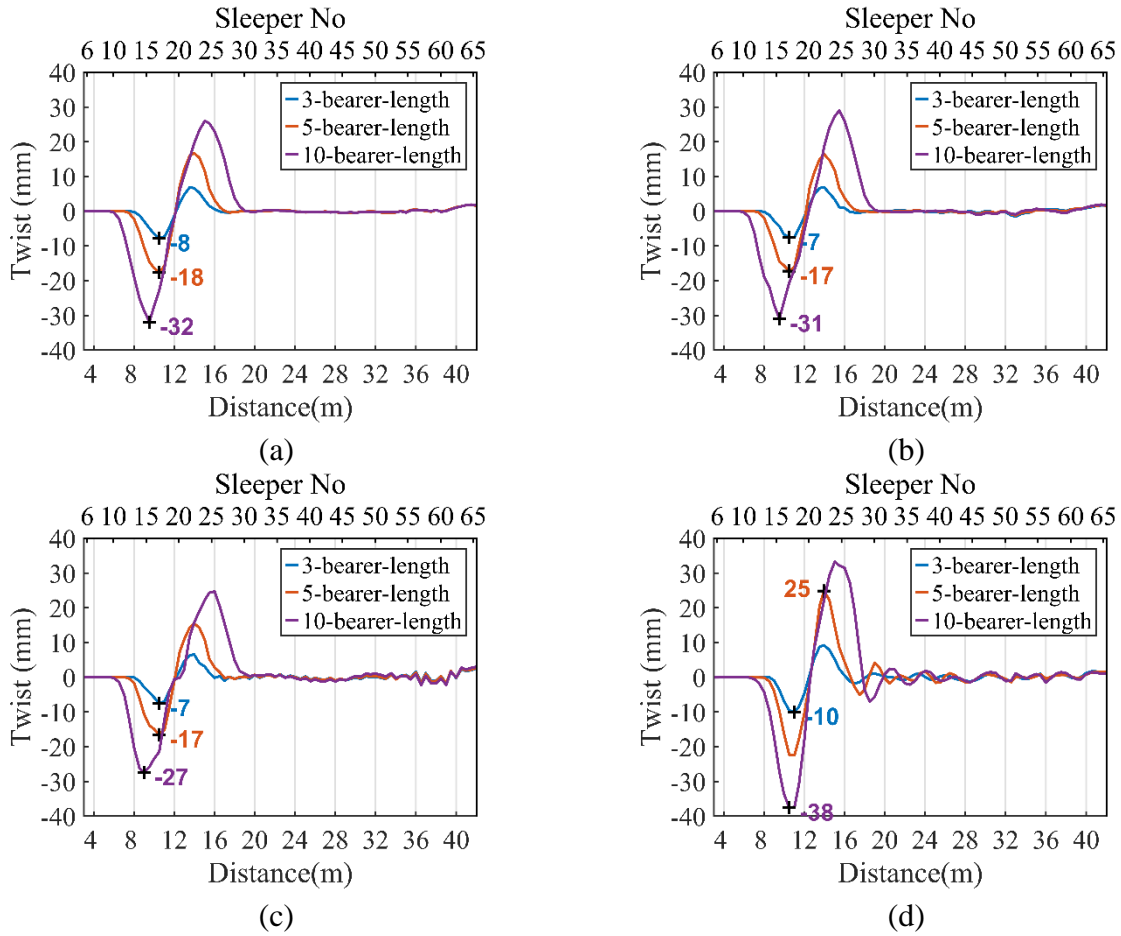 Sleeper No
6 10 15 20 25 30 35 40 45 50 55 60 65
40
30
20
10
0
-10
-20
-30
-40
Twist (mm)
3-bearer-length
5-bearer-length
10-bearer-length
-8
-18
-32
4 8 12 16 20 24 28 32 36 40
Distance(m)
(a)
Sleeper No
6 10 15 20 25 30 35 40 45 50 55 60 65
40
30
20
10
0
-10
-20
-30
-40
Twist (mm)
3-bearer-length
5-bearer-length
10-bearer-length
-7
-17
-31
4 8 12 16 20 24 28 32 36 40
Distance(m)
(b)
Sleeper No
6 10 15 20 25 30 35 40 45 50 55 60 65
40
30
20
10
0
-10
-20
-30
-40
Twist (mm)
3-bearer-length
5-bearer-length
10-bearer-length
-7
-17
-27
4 8 12 16 20 24 28 32 36 40
Distance(m)
(c)
Sleeper No
6 10 15 20 25 30 35 40 45 50 55 60 65
40
30
20
10
0
-10
-20
-30
-40
Twist (mm)
3-bearer-length
5-bearer-length
10-bearer-length
25
-10
-38
4 8 12 16 20 24 28 32 36 40
Distance(m)
(d)